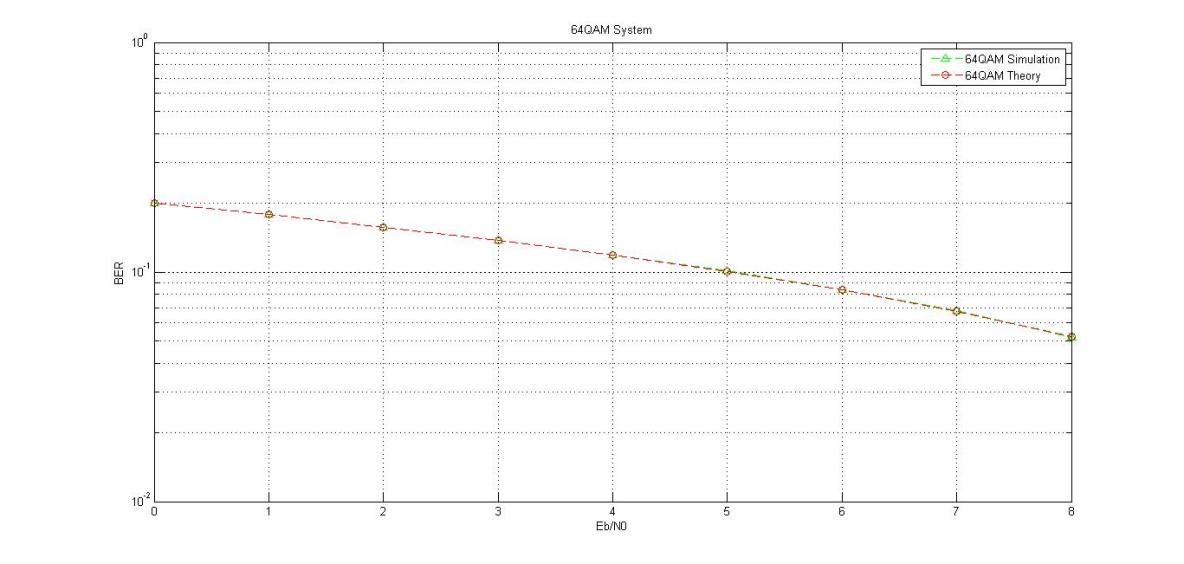 64QAM System
10^0
64QAM Simulation
64QAM Theory
BER
10^-1
10^-2
0 1 2 3 4 5 6 7 8
Eb/N0